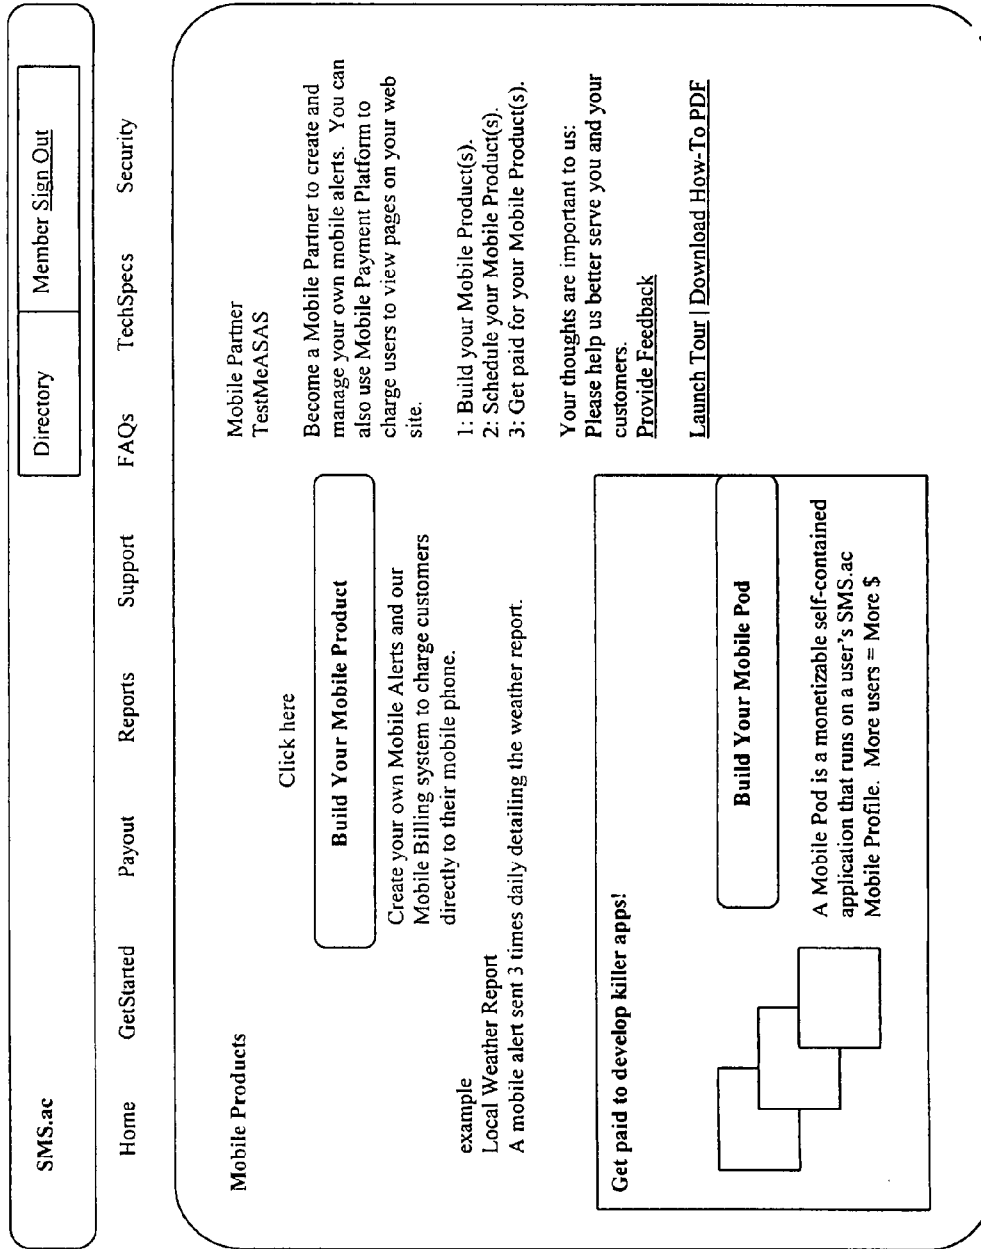 SMS.ac
Directory
Member Sign Out
Home GetStarted Payout Reports Support FAQs TechSpecs Security
Mobile Products
Click here
Build Your Mobile Product
Create your own Mobile Alerts and our
Mobile Billing system to charge customers
directly to their mobile phone.
example
Local Weather Report
A mobile alert sent 3 times daily detailing the weather report.
Get paid to develop killer apps!
Build Your Mobile Pod
A Mobile Pod is a monetizable self-contained
application that runs on a user's SMS.ac
Mobile Profile. More users = More $
Mobile Partner
TestMeASAS
Become a Mobile Partner to create and
manage your own mobile alerts. You can
also use Mobile Payment Platform to
charge users to view pages on your web
site.
1: Build your Mobile Product(s).
2: Schedule your Mobile Product(s).
3: Get paid for your Mobile Product(s).
Your thoughts are important to us:
Please help us better serve you and your
customers.
Provide Feedback
Launch Tour | Download How-To PDF